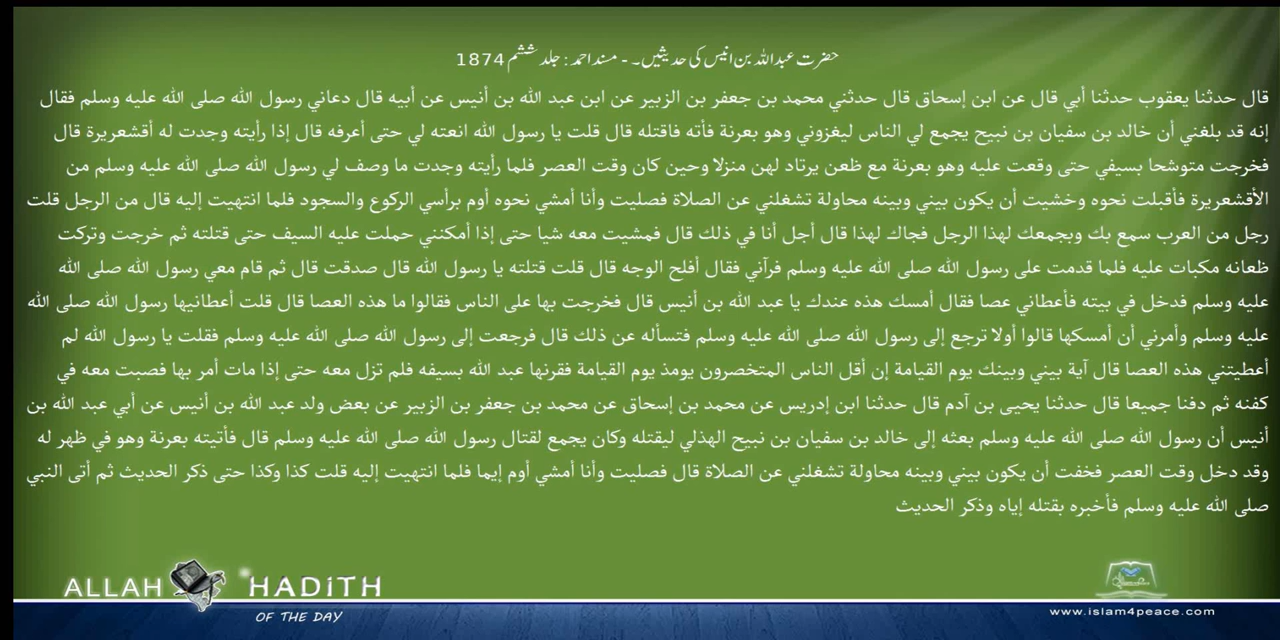 حضرت عبداللہ بن انیس کی حدیثیں۔ - مسند احمد : جلد ششم 1874
قال حدثنا يعقوب حدثنا أبي قال عن ابن إسحاق قال حدثني محمد بن جعفر بن الزبير عن ابن عبد الله بن أنيس عن أبيه قال دعاني رسول الله صلى الله عليه وسلم فقال
إنه قد بلغني أن خالد بن سفيان بن نبيح يجمع لي الناس ليغزوني وهو بعرنة فأته فاقتله قال قلت يا رسول الله انعته لي حتى أعرفه قال إذا رأيته وجدت له أقشعريرة قال
فخرجت متوشحا بسيفي حتى وقعت عليه وهو بعرنة مع ظعن يرتاد لهن منزلا وحين كان وقت العصر فلما رأيته وجدت ما وصف لي رسول الله صلى الله عليه وسلم من
الأقشعريرة فأقبلت نحوه وخشيت أن يكون بيني وبينه محاولة تشغلني عن الصلاة فصليت وأنا أمشي نحوه أوم برأسي الركوع والسجود فلما انتهيت إليه قال من الرجل قلت
رجل من العرب سمع بك وبجمعك لهذا الرجل فجاك لهذا قال أجل أنا في ذلك قال فمشيت معه شيا حتى إذا أمكنني حملت عليه السيف حتى قتلته ثم خرجت وتركت
ظعانه مكبات عليه فلما قدمت على رسول الله صلى الله عليه وسلم فرآني فقال أفلح الوجه قال قلت قتلته يا رسول الله قال صدقت قال ثم قام معي رسول الله صلى الله
عليه وسلم فدخل في بيته فأعطاني عصا فقال أمسك هذه عندك يا عبد الله بن أنيس قال فخرجت بها على الناس فقالوا ما هذه العصا قال قلت أعطانيها رسول الله صلى الله
عليه وسلم وأمرني أن أمسكها قالوا أولا ترجع إلى رسول الله صلى الله عليه وسلم فتسأله عن ذلك قال فرجعت إلى رسول الله صلى الله عليه وسلم فقلت يا رسول الله لم
أعطيتني هذه العصا قال آية بيني وبينك يوم القيامة إن أقل الناس المتخصرون يومذ يوم القيامة فقرنها عبد الله بسيفه فلم تزل معه حتى إذا مات أمر بها فصبت معه في
كفنه ثم دفنا جميعا قال حدثنا يحيى بن آدم قال حدثنا ابن إدريس عن محمد بن إسحاق عن محمد بن جعفر بن الزبير عن بعض ولد عبد الله بن أنيس عن أبي عبد الله بن
أنيس أن رسول الله صلى الله عليه وسلم بعثه إلى خالد بن سفيان بن نبيح الهذلي ليقتله وكان يجمع لقتال رسول الله صلى الله عليه وسلم قال فأتيته بعرنة وهو في ظهر له
وقد دخل وقت العصر فخفت أن يكون بيني وبينه محاولة تشغلني عن الصلاة قال فصليت وأنا أمشي أوم إيما فلما انتهيت إليه قلت كذا وكذا حتى ذكر الحديث ثم أتى النبي
صلى الله عليه وسلم فأخبره بقتله إياه وذكر الحديث
ALLAH HADITH
OF THE DAY
www.islam4peace.com